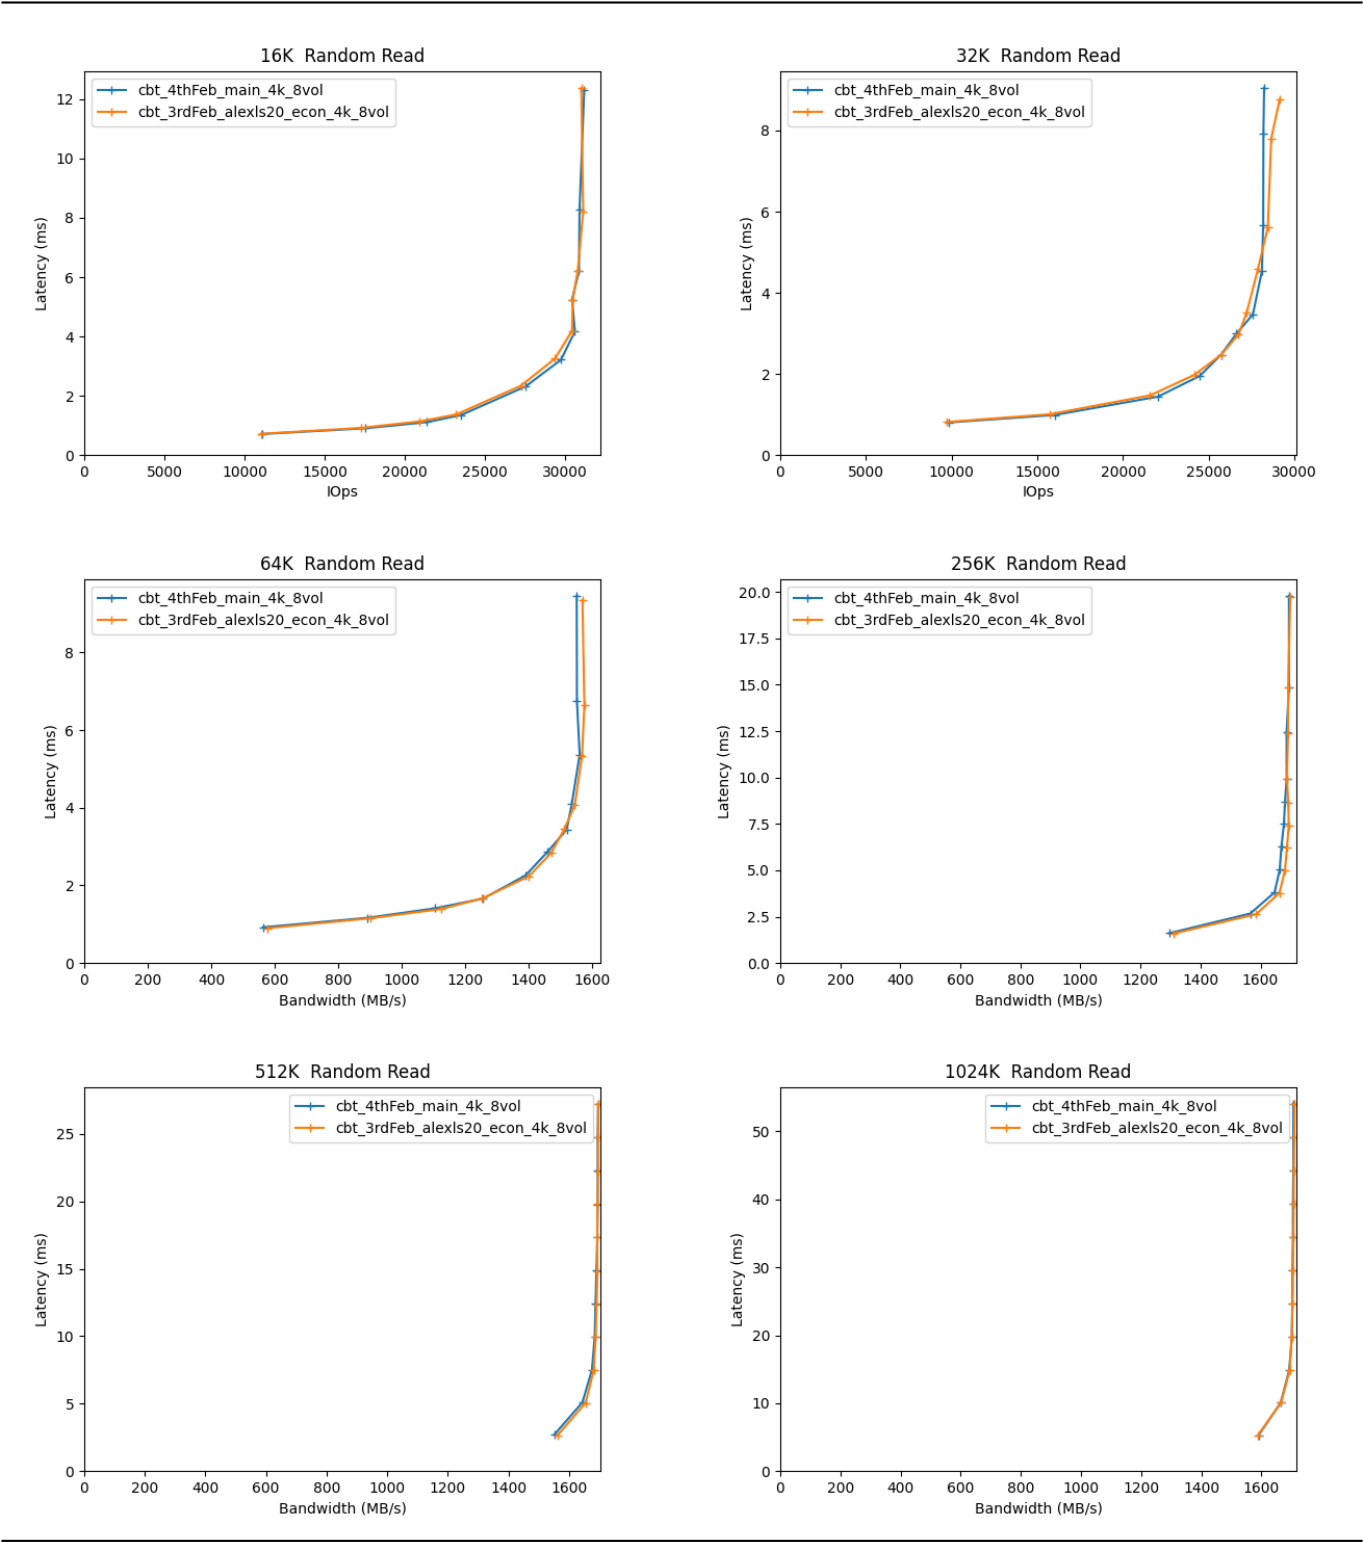 16K  Random Read
cbt_4thFeb_main_4k_8vol
cbt_3rdFeb_alexls20_econ_4k_8vol
12
10
8
6
4
2
0
Latency (ms)
0 5000 10000 15000 20000 25000 30000
IOps
32K  Random Read
cbt_4thFeb_main_4k_8vol
cbt_3rdFeb_alexls20_econ_4k_8vol
8
6
4
2
0
Latency (ms)
0 5000 10000 15000 20000 25000 30000
IOps
64K  Random Read
cbt_4thFeb_main_4k_8vol
cbt_3rdFeb_alexls20_econ_4k_8vol
8
6
4
2
0
Latency (ms)
0 200 400 600 800 1000 1200 1400 1600
Bandwidth (MB/s)
256K  Random Read
cbt_4thFeb_main_4k_8vol
cbt_3rdFeb_alexls20_econ_4k_8vol
20.0
17.5
15.0
12.5
10.0
7.5
5.0
2.5
0.0
Latency (ms)
0 200 400 600 800 1000 1200 1400 1600
Bandwidth (MB/s)
512K  Random Read
cbt_4thFeb_main_4k_8vol
cbt_3rdFeb_alexls20_econ_4k_8vol
25
20
15
10
5
0
Latency (ms)
0 200 400 600 800 1000 1200 1400 1600
Bandwidth (MB/s)
1024K  Random Read
cbt_4thFeb_main_4k_8vol
cbt_3rdFeb_alexls20_econ_4k_8vol
50
40
30
20
10
0
Latency (ms)
0 200 400 600 800 1000 1200 1400 1600
Bandwidth (MB/s)